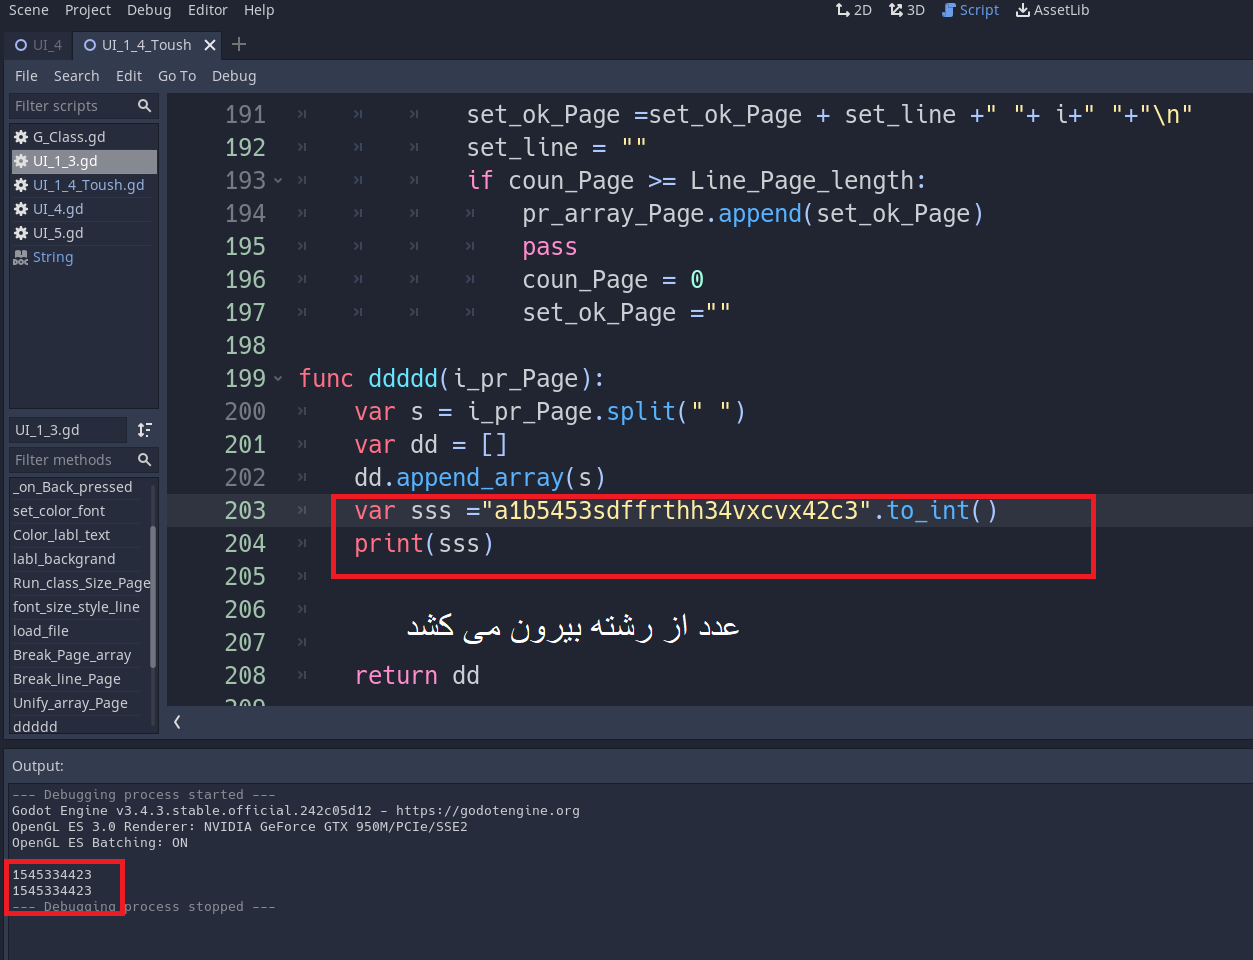 Scene Project Debug Editor Help 2D 3D Script AssetLib
UI_4 UI_1_4_Toush
File Search Edit Go To Debug
Filter scripts
G_Class.gd
UI_1_3.gd
UI_1_4_Toush.gd
UI_4.gd
UI_5.gd
String
UI_1_3.gd
Filter methods
_on_Back_pressed
set_color_font
Color_labl_text
labl_backgrand
Run_class_Size_Page
font_size_style_line
load_file
Break_Page_array
Break_line_Page
Unify_array_Page
ddddd
191 set_ok_Page =set_ok_Page + set_line +" "+ i+" "+"\n"
192 set_line = ""
193 if coun_Page >= Line_Page_length:
194 pr_array_Page.append(set_ok_Page)
195 pass
196 coun_Page = 0
197 set_ok_Page =""
198
199 func ddddd(i_pr_Page):
200 var s = i_pr_Page.split(" ")
201 var dd = []
202 dd.append_array(s)
203 var sss ="a1b5453sdffrthh34vxcvx42c3".to_int()
204 print(sss)
205
206
عدد از رشته بیرون می کشد
207
208 return dd
209
Output:
--- Debugging process started ---
Godot Engine v3.4.3.stable.official.242c05d12 - https://godotengine.org
OpenGL ES 3.0 Renderer: NVIDIA GeForce GTX 950M/PCIe/SSE2
OpenGL ES Batching: ON
1545334423
1545334423
--- Debugging process stopped ---